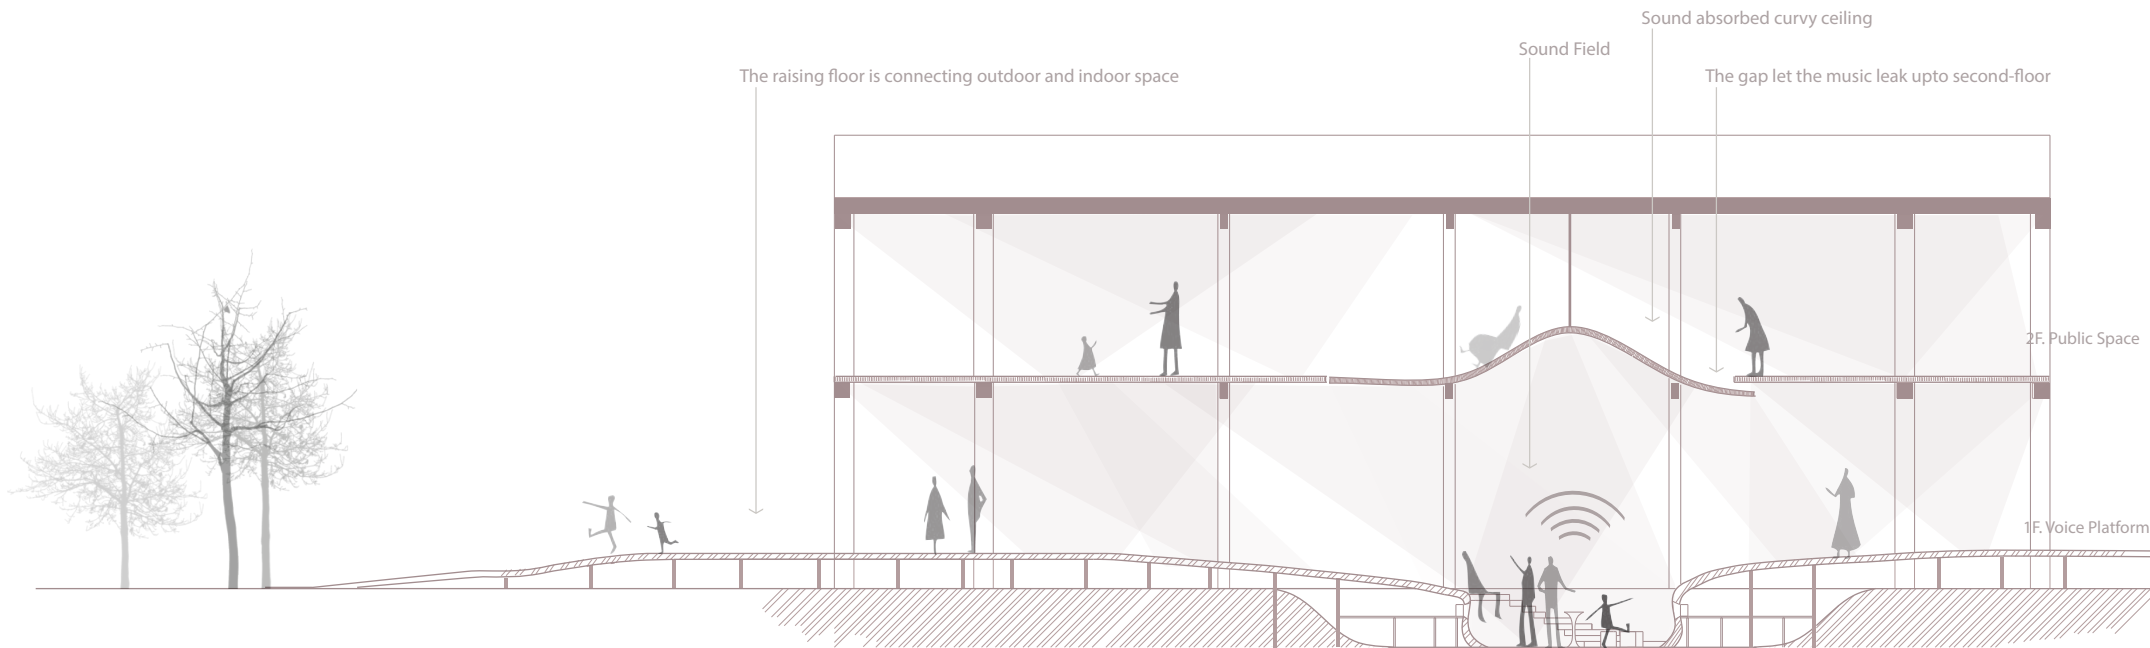 Sound absorbed curvy ceiling
Sound Field
The raising floor is connecting outdoor and indoor space
The gap let the music leak upto second-floor
2F. Public Space
1F. Voice Platform